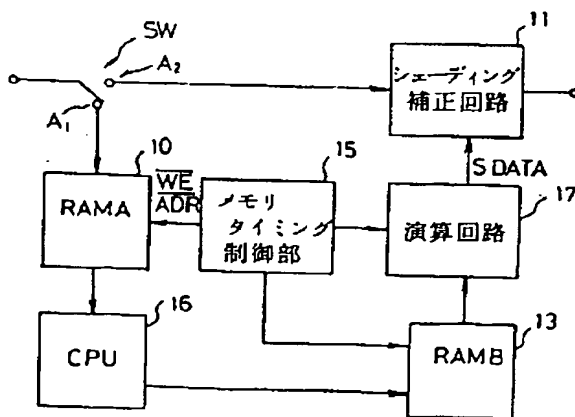 SW
A₂
A₁
11
シェーディング
補正回路
10
RAMA
WE
ADR
15
メモリ
タイミング
制御部
S DATA
17
演算回路
16
CPU
13
RAMB